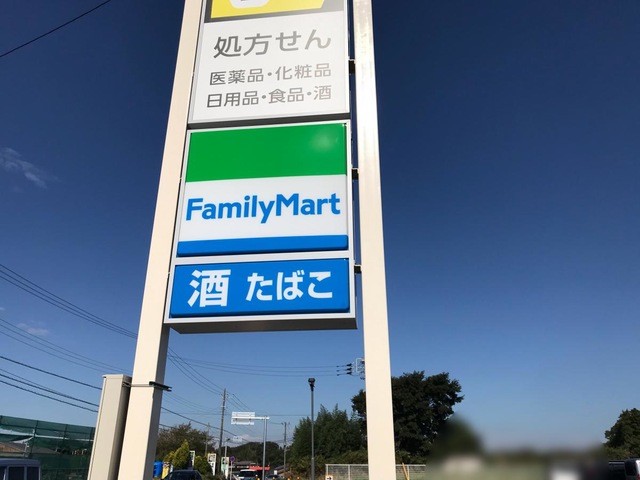 処方せん
医薬品・化粧品
日用品・食品・酒
FamilyMart
酒 たばこ